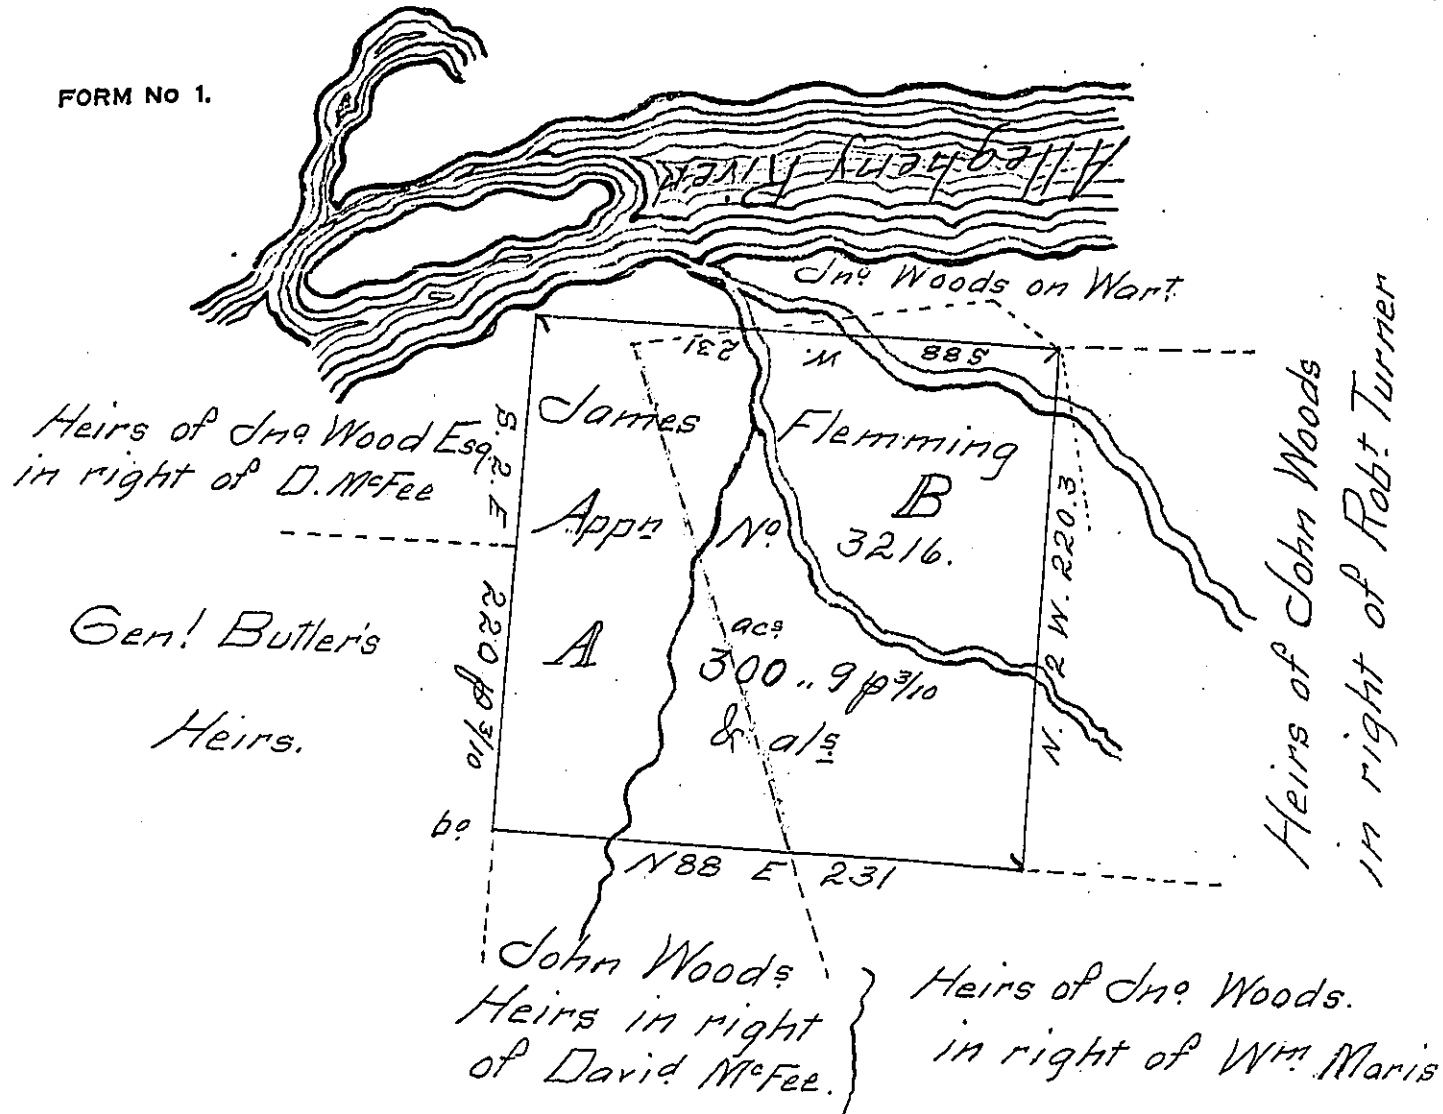 FORM No 1.
Allegheny River
Jnº Woods on Warᵗ
S 88 W. 231
Heirs of Jnº Wood Esq.
in right of D. McFee
S. 2. E 220 p 3/10
James Flemming
Appn Nº 3216.
B
A
acs
300 .. 9 p 3/10
& als
N. 2 W. 220.3
Genl Butler's
Heirs.
bº
N 88 E 231
Heirs of John Woods
in right of Robt Turner
John Woods
Heirs in right
of David McFee.
Heirs of Jnº Woods.
in right of Wm Maris